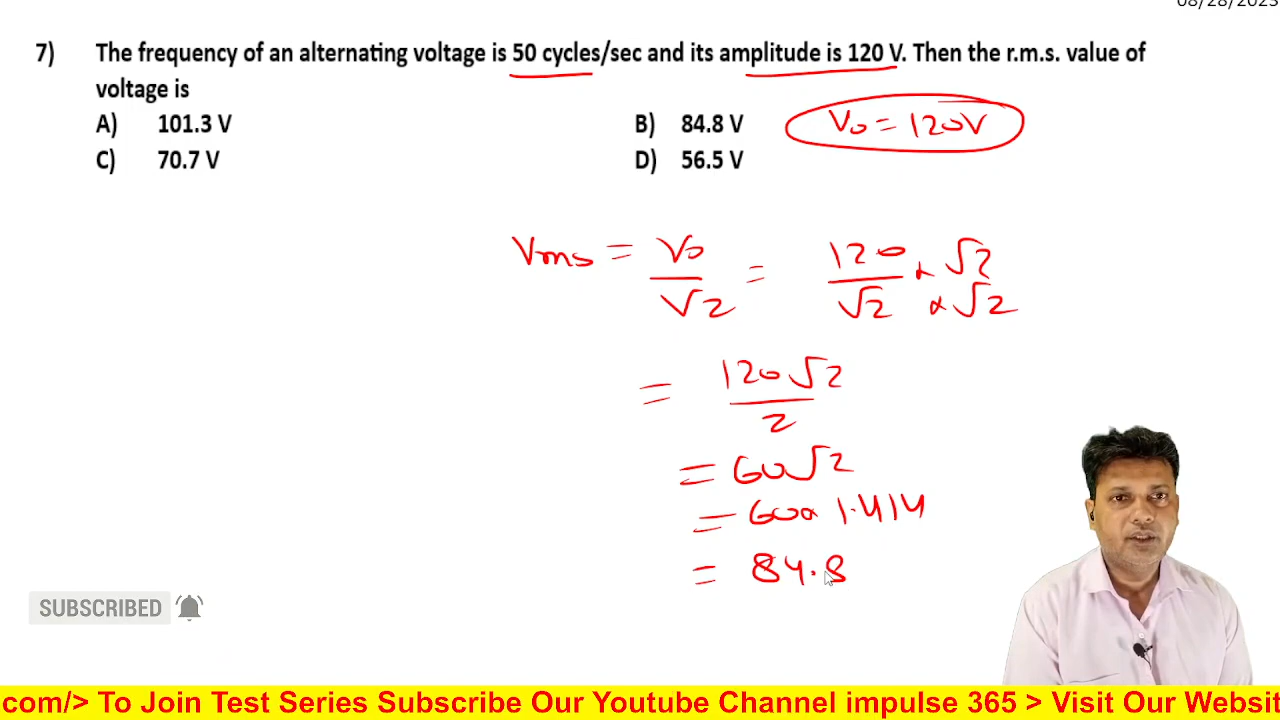 08/28/2025
7) The frequency of an alternating voltage is 50 cycles/sec and its amplitude is 120 V. Then the r.m.s. value of
voltage is
A) 101.3 V B) 84.8 V
V₀ = 120V
C) 70.7 V D) 56.5 V
Vrms = V₀/√2 = 120/√2 × √2/× √2
= 120√2/2
= 60√2
= 60 × 1.414
= 84.8
SUBSCRIBED
com/> To Join Test Series Subscribe Our Youtube Channel impulse 365 > Visit Our Websit